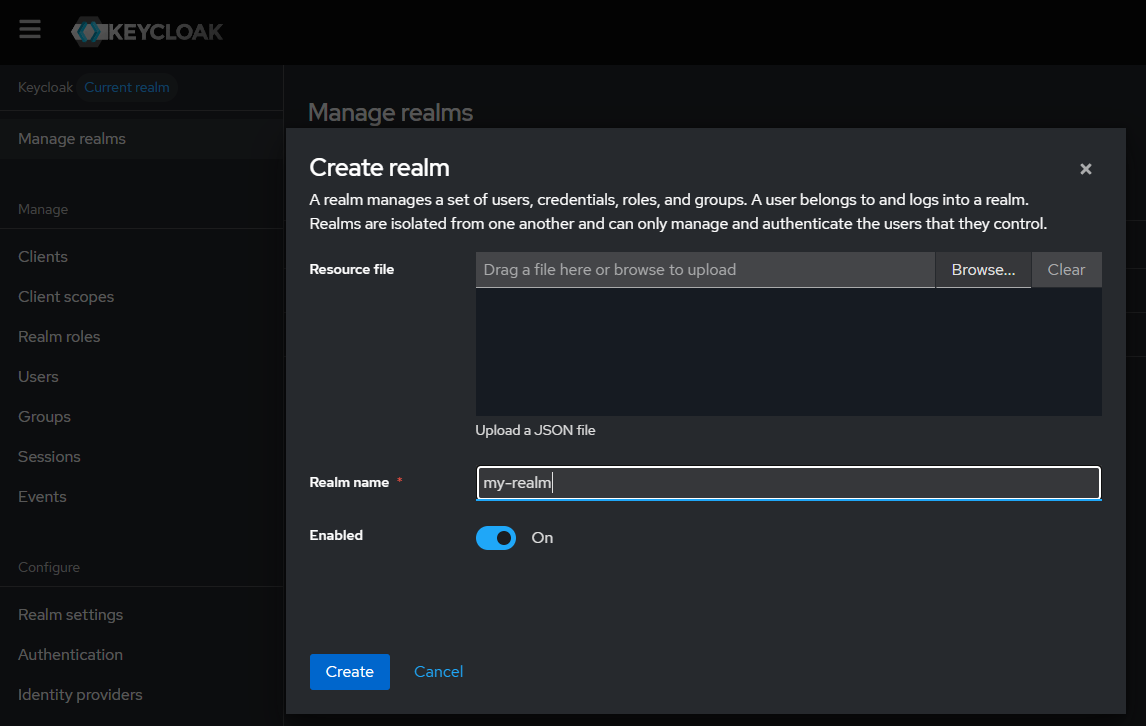 KEYCLOAK
Keycloak Current realm
Manage realms
Manage
Clients
Client scopes
Realm roles
Users
Groups
Sessions
Events
Configure
Realm settings
Authentication
Identity providers
Manage realms
Create realm
A realm manages a set of users, credentials, roles, and groups. A user belongs to and logs into a realm.
Realms are isolated from one another and can only manage and authenticate the users that they control.
Resource file
Drag a file here or browse to upload Browse... Clear
Upload a JSON file
Realm name * my-realm
Enabled On
Create Cancel